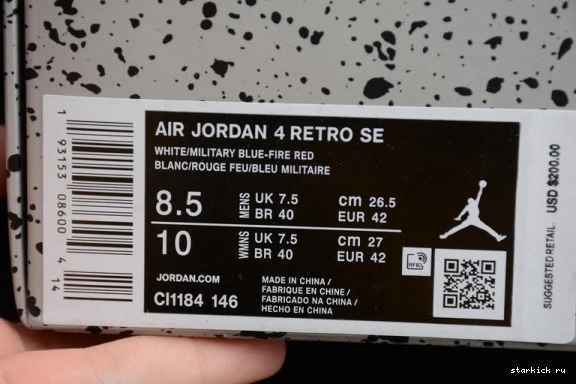 1 93153 08600 4 14
AIR JORDAN 4 RETRO SE
WHITE/MILITARY BLUE-FIRE RED
BLANC/ROUGE FEU/BLEU MILITAIRE
8.5 MENS UK 7.5 cm 26.5
BR 40 EUR 42
10 WMNS UK 7.5 cm 27
BR 40 EUR 42
RFID
JORDAN.COM
CI1184 146
MADE IN CHINA /
FABRIQUE EN CHINE /
FABRICADO NA CHINA /
HECHO EN CHINA
SUGGESTED RETAIL USD $200.00
starkick ru